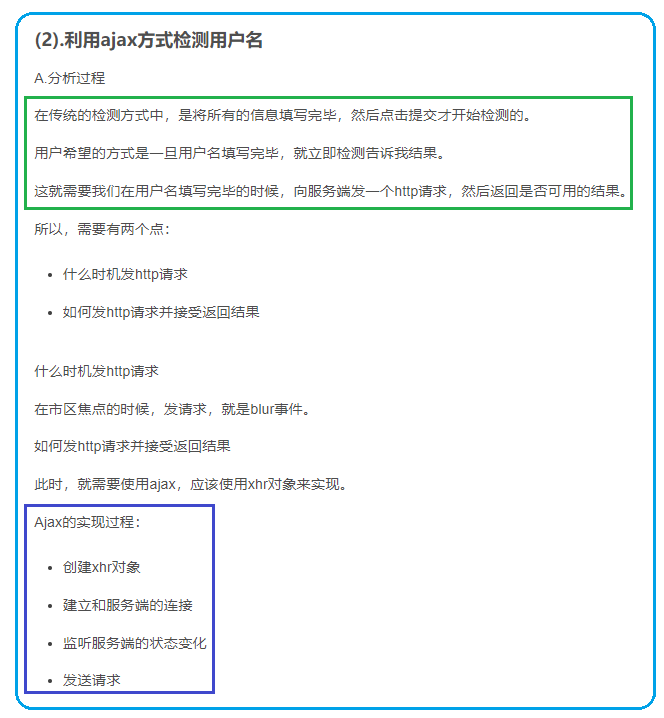 (2).利用ajax方式检测用户名
A.分析过程
在传统的检测方式中，是将所有的信息填写完毕，然后点击提交才开始检测的。
用户希望的方式是一旦用户名填写完毕，就立即检测告诉我结果。
这就需要我们在用户名填写完毕的时候，向服务端发一个http请求，然后返回是否可用的结果。
所以，需要有两个点：
• 什么时机发http请求
• 如何发http请求并接受返回结果
什么时机发http请求
在市区焦点的时候，发请求，就是blur事件。
如何发http请求并接受返回结果
此时，就需要使用ajax，应该使用xhr对象来实现。
Ajax的实现过程：
• 创建xhr对象
• 建立和服务端的连接
• 监听服务端的状态变化
• 发送请求